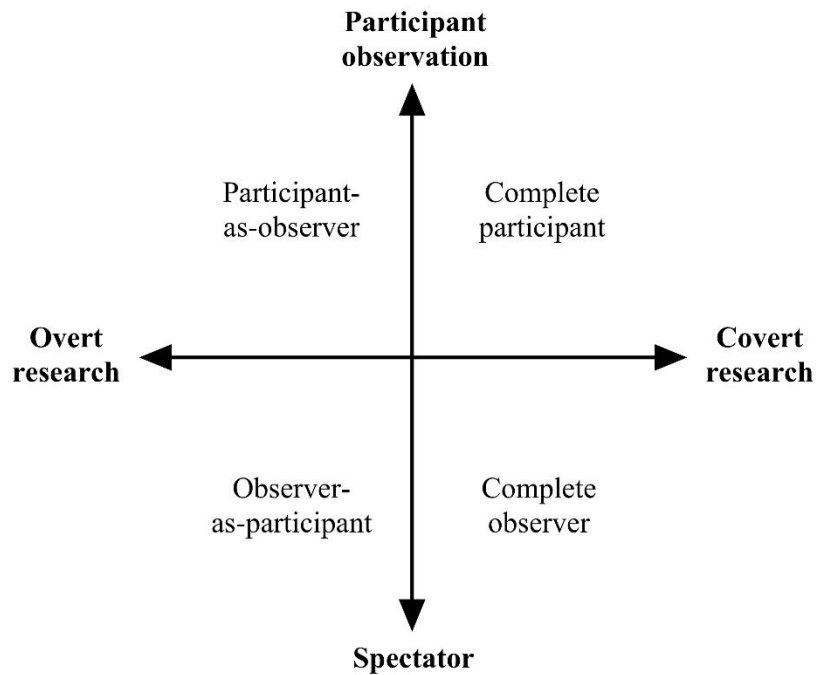 Participant
observation
Participant-
as-observer
Complete
participant
Overt
research
Covert
research
Observer-
as-participant
Complete
observer
Spectator